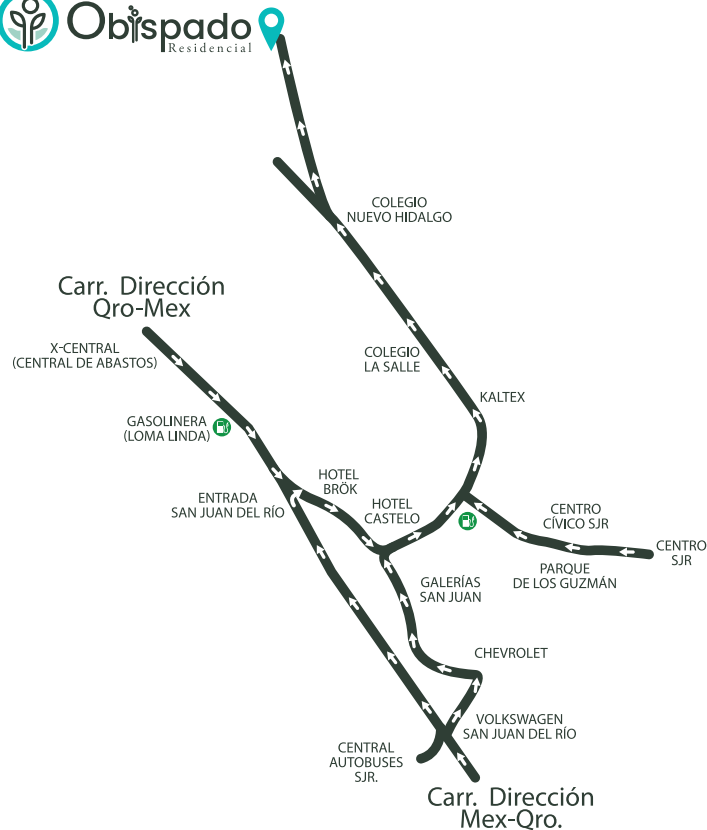 Obispado
Residencial
COLEGIO
NUEVO HIDALGO
Carr. Dirección
Qro-Mex
X-CENTRAL
(CENTRAL DE ABASTOS)
COLEGIO
LA SALLE
KALTEX
GASOLINERA
(LOMA LINDA)
HOTEL
BRÖK
ENTRADA
SAN JUAN DEL RÍO
HOTEL
CASTELO
CENTRO
CÍVICO SJR
CENTRO
SJR
PARQUE
DE LOS GUZMÁN
GALERÍAS
SAN JUAN
CHEVROLET
VOLKSWAGEN
SAN JUAN DEL RÍO
CENTRAL
AUTOBUSES
SJR.
Carr. Dirección
Mex-Qro.